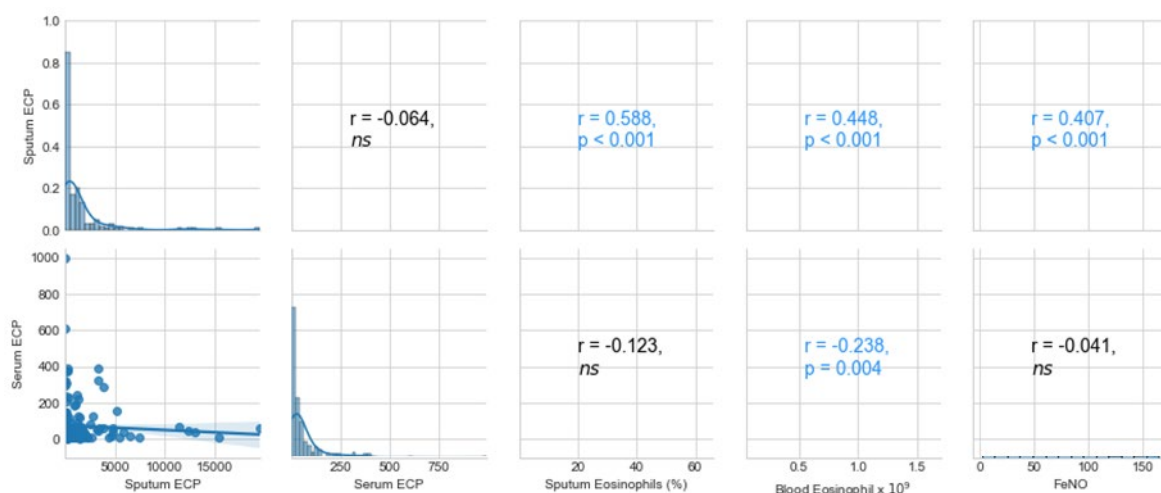 1.0
0.8
0.6
0.4
0.2
0.0
Sputum ECP
r = -0.064,
ns
r = 0.588,
p < 0.001
r = 0.448,
p < 0.001
r = 0.407,
p < 0.001
1000
800
600
400
200
0
Serum ECP
r = -0.123,
ns
r = -0.238,
p = 0.004
r = -0.041,
ns
5000 10000 15000
Sputum ECP
250 500 750
Serum ECP
20 40 60
Sputum Eosinophils (%)
0.5 1.0 1.5
Blood Eosinophil x 10⁹
0 50 100 150
FeNO